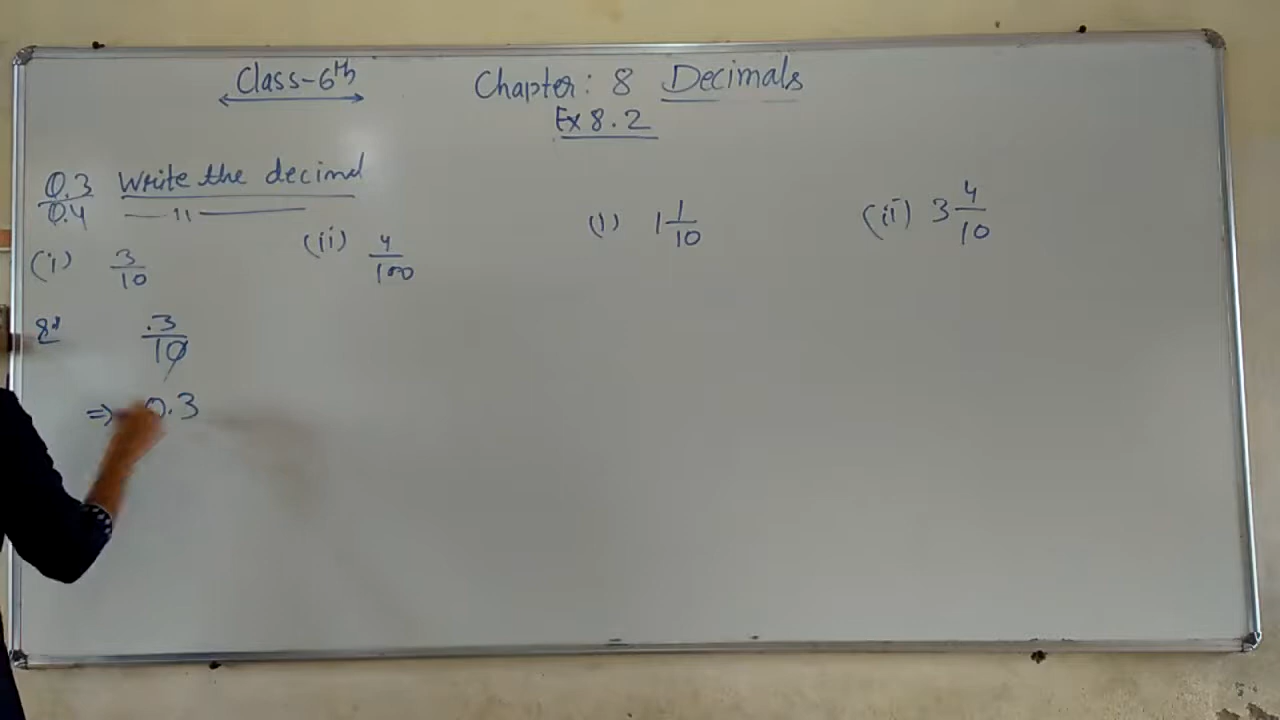 Class-6th
Chapter: 8 Decimals
Ex 8.2
Q.3 Write the decimal
Q.4 —— 11 ———
(i) 3/10 (ii) 4/100
(i) 1 1/10 (ii) 3 4/10
.3/10
⇒ 0.3